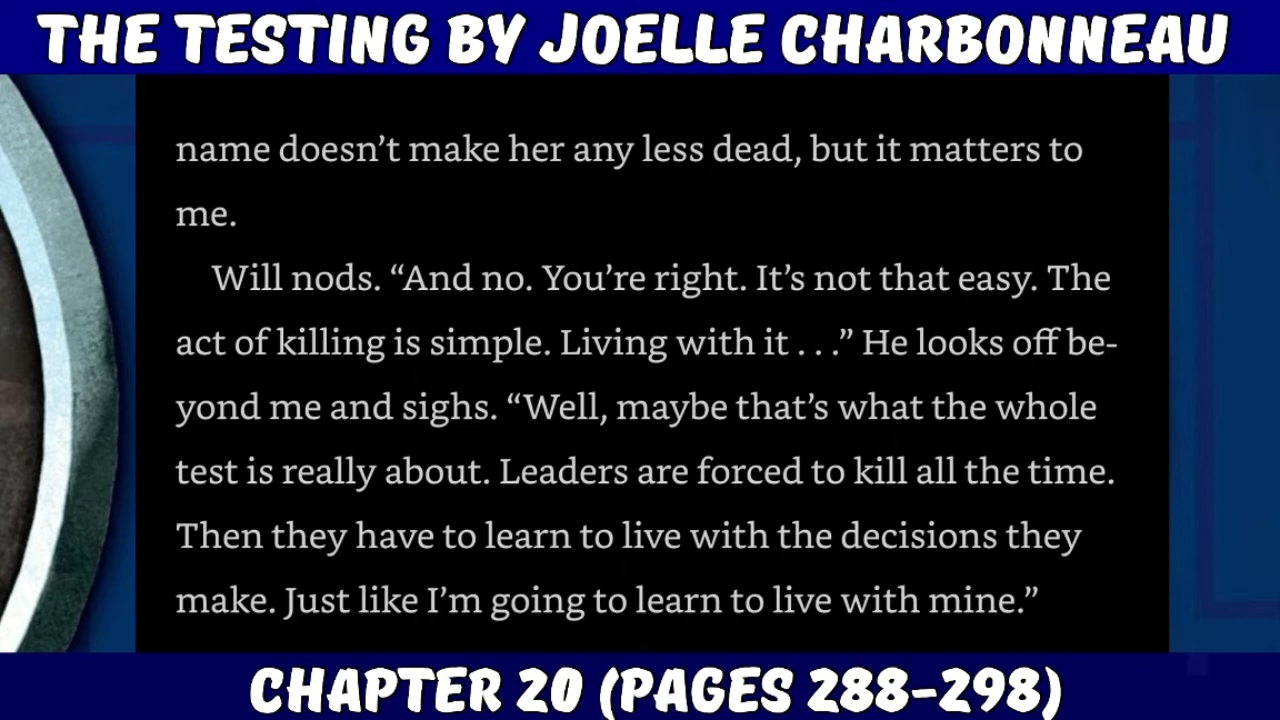 THE TESTING BY JOELLE CHARBONNEAU
name doesn’t make her any less dead, but it matters to
me.
Will nods. “And no. You’re right. It’s not that easy. The
act of killing is simple. Living with it . . .” He looks off be-
yond me and sighs. “Well, maybe that’s what the whole
test is really about. Leaders are forced to kill all the time.
Then they have to learn to live with the decisions they
make. Just like I’m going to learn to live with mine.”
CHAPTER 20 (PAGES 288-298)